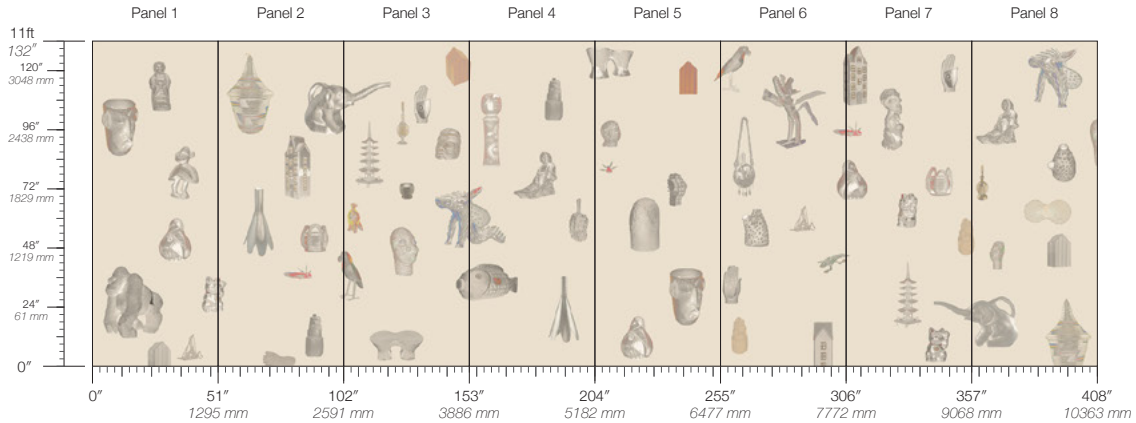 Panel 1 Panel 2 Panel 3 Panel 4 Panel 5 Panel 6 Panel 7 Panel 8
11ft
132″
120″
3048 mm
96″
2438 mm
72″
1829 mm
48″
1219 mm
24″
61 mm
0″
0″ 51″ 102″ 153″ 204″ 255″ 306″ 357″ 408″
1295 mm 2591 mm 3886 mm 5182 mm 6477 mm 7772 mm 9068 mm 10363 mm